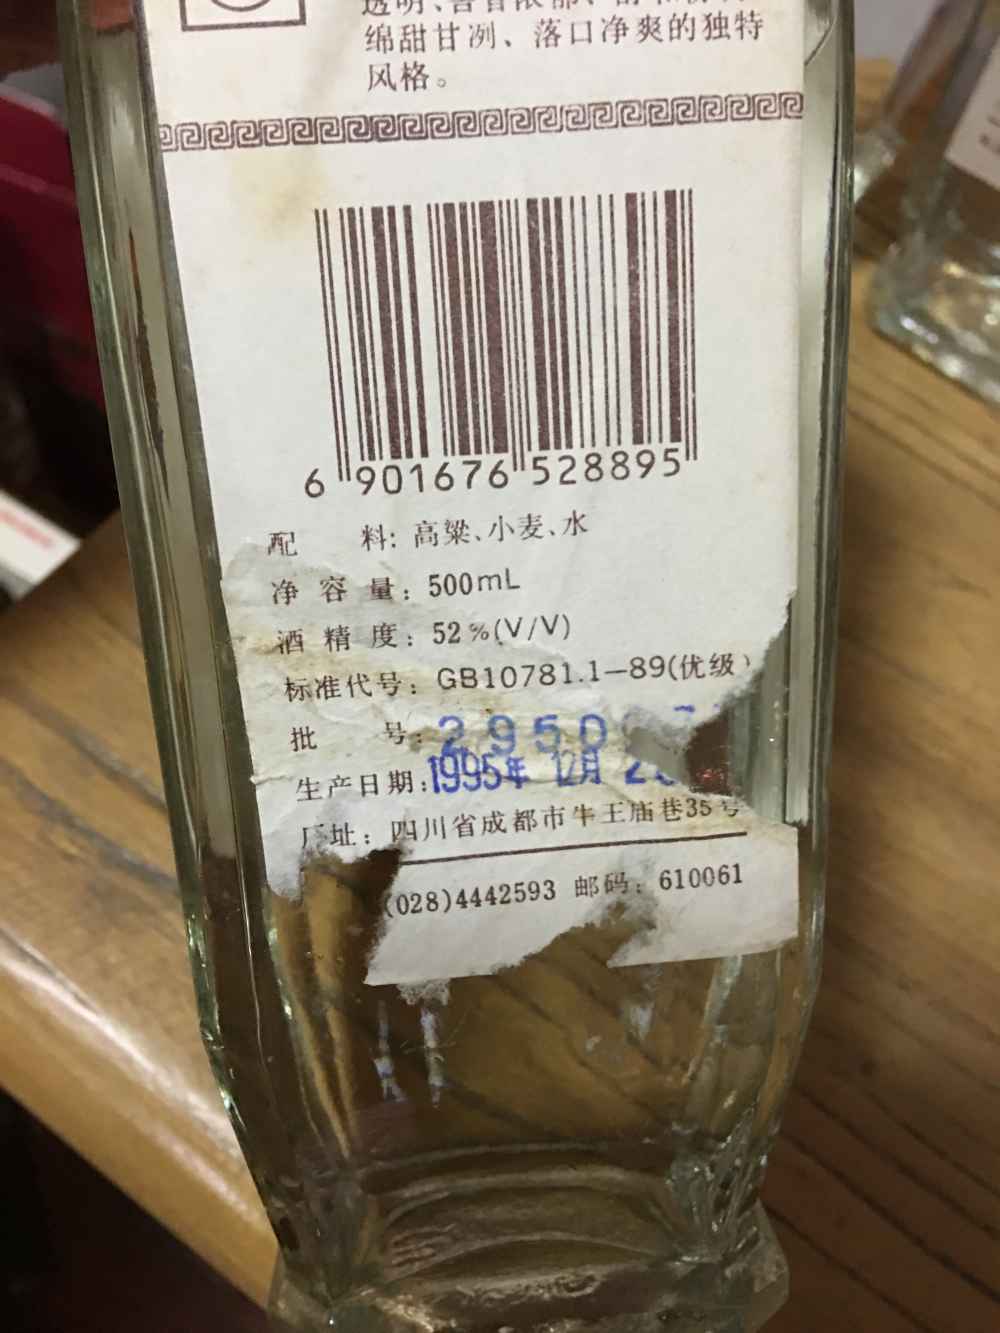 绵甜甘冽、落口净爽的独特
风格。
6 901676 528895
配 料: 高粱、小麦、水
净 容 量: 500mL
酒 精 度: 52%(V/V)
标准代号: GB10781.1—89(优级)
批 号: 2950
生产日期: 1995年 12月 2
厂址: 四川省成都市牛王庙巷35号
(028)4442593 邮码: 610061